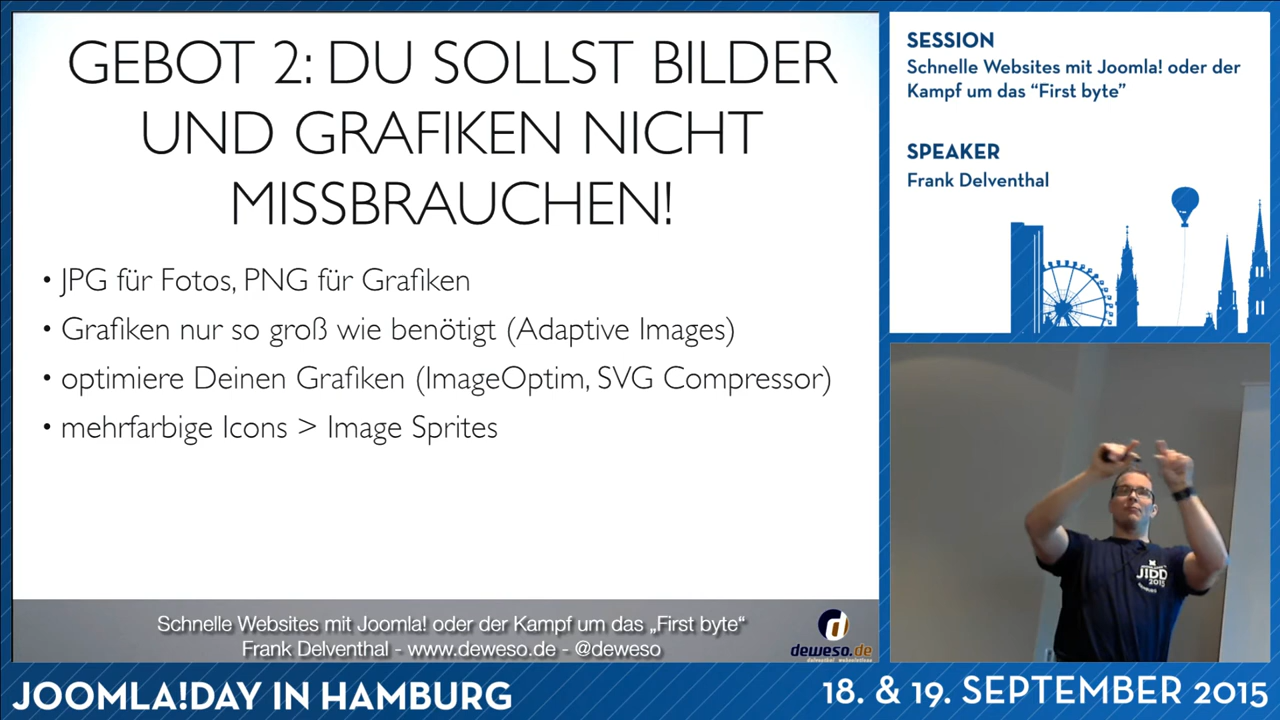 GEBOT 2: DU SOLLST BILDER
UND GRAFIKEN NICHT
MISSBRAUCHEN!
• JPG für Fotos, PNG für Grafiken
• Grafiken nur so groß wie benötigt (Adaptive Images)
• optimiere Deinen Grafiken (ImageOptim, SVG Compressor)
• mehrfarbige Icons > Image Sprites
Schnelle Websites mit Joomla! oder der Kampf um das „First byte“
Frank Delventhal - www.deweso.de - @deweso
d
deweso.de
delventhal websolutions
SESSION
Schnelle Websites mit Joomla! oder der
Kampf um das “First byte”
SPEAKER
Frank Delventhal
JIDD
2015
HAMBURG
JOOMLA!DAY IN HAMBURG
18. & 19. SEPTEMBER 2015